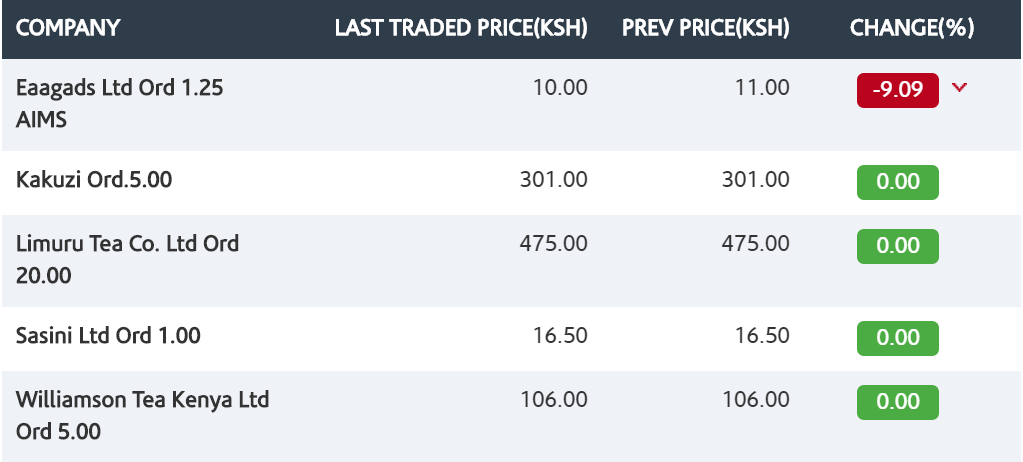 COMPANY LAST TRADED PRICE(KSH) PREV PRICE(KSH) CHANGE(%)
Eaagads Ltd Ord 1.25 10.00 11.00 -9.09
AIMS
Kakuzi Ord.5.00 301.00 301.00 0.00
Limuru Tea Co. Ltd Ord 475.00 475.00 0.00
20.00
Sasini Ltd Ord 1.00 16.50 16.50 0.00
Williamson Tea Kenya Ltd 106.00 106.00 0.00
Ord 5.00